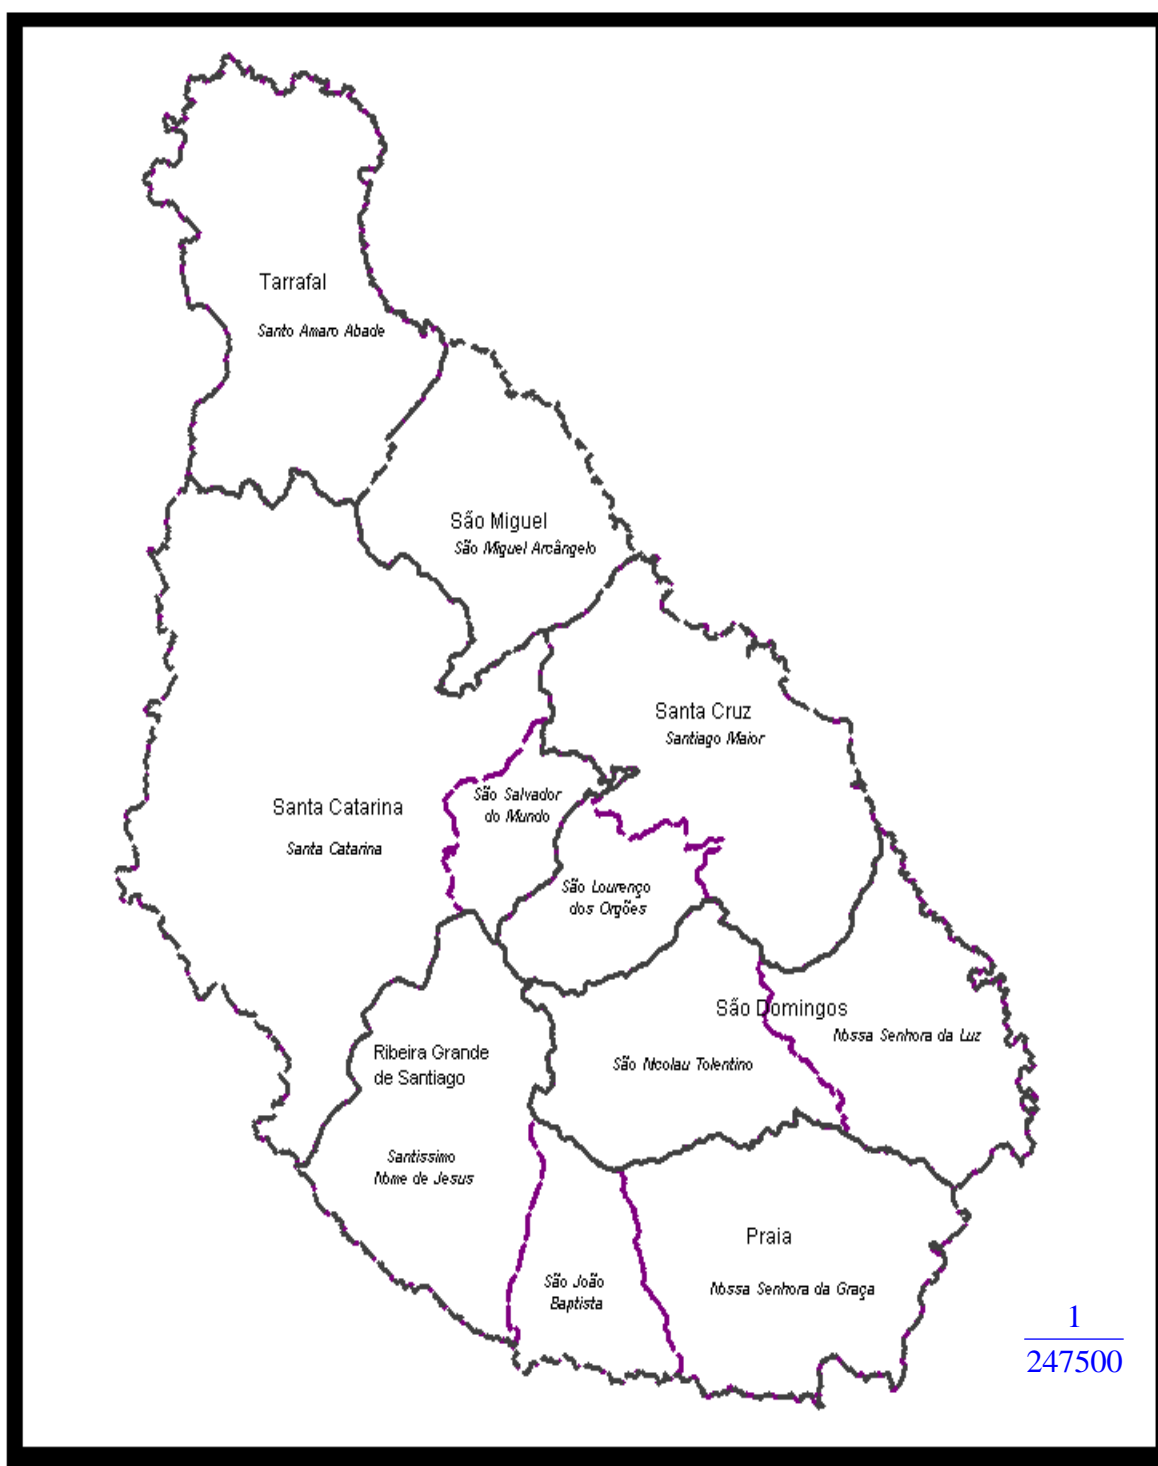 Tarrafal
Santo Amaro Abade
São Miguel
São Miguel Arcângelo
Santa Cruz
Santiago Maior
São Salvador
do Mundo
Santa Catarina
Santa Catarina
São Lourenço
dos Orgões
São Domingos
Nossa Senhora da Luz
São Nicolau Tolentino
Ribeira Grande
de Santiago
Santissimo
Nome de Jesus
Praia
Nossa Senhora da Graça
São João
Baptista
1
247500